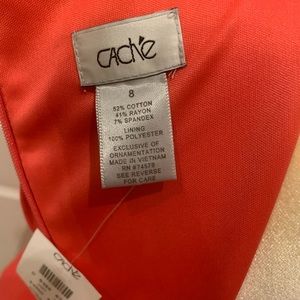 CACHÉ
8
52% COTTON
41% RAYON
7% SPANDEX
LINING
100% POLYESTER
EXCLUSIVE OF
ORNAMENTATION
MADE IN VIETNAM
RN #74578
SEE REVERSE
FOR CARE
CACHÉ